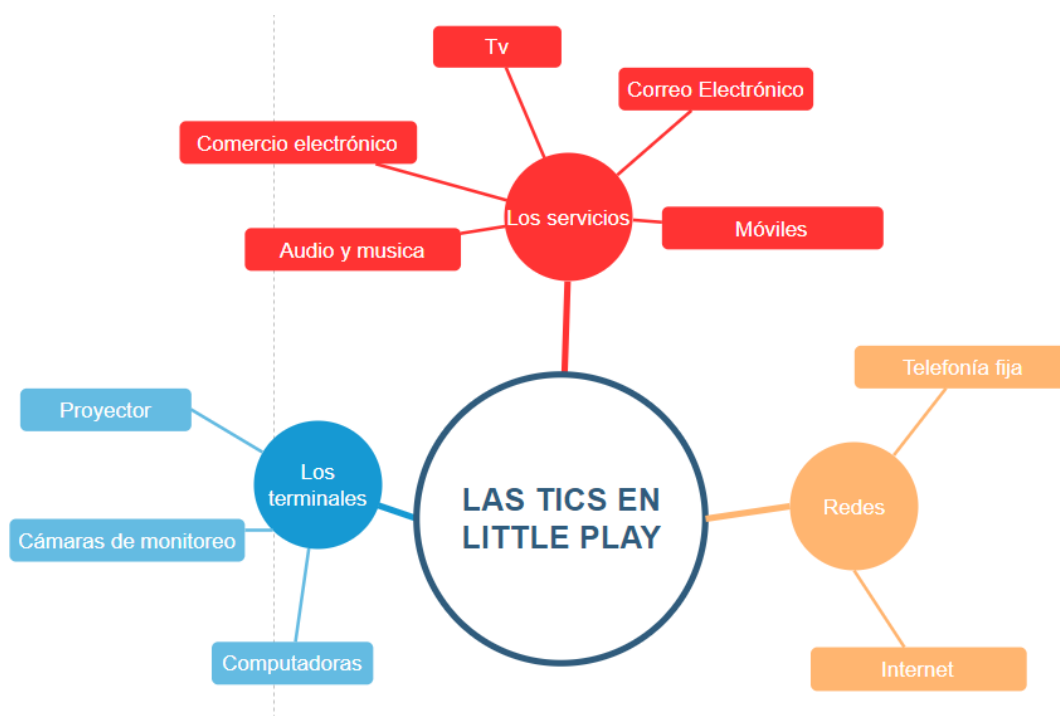 Tv
Correo Electrónico
Comercio electrónico
Los servicios
Móviles
Audio y musica
Telefonía fija
Proyector
Los
terminales
LAS TICS EN
LITTLE PLAY
Redes
Cámaras de monitoreo
Computadoras
Internet